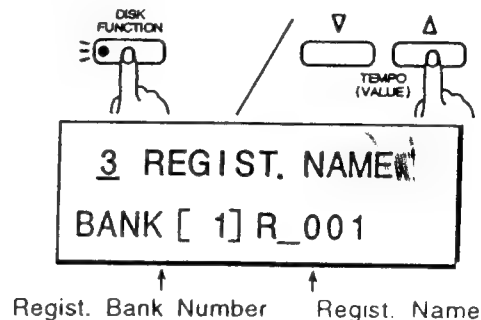 DISK
FUNCTION
TEMPO
(VALUE)
3 REGIST. NAME
BANK [ 1] R_001
Regist. Bank Number Regist. Name